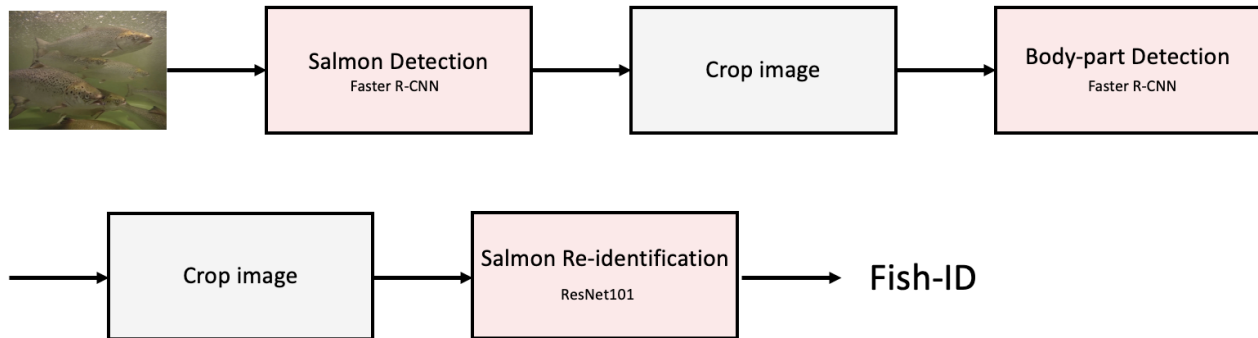 Salmon Detection
Faster R-CNN
Crop image
Body-part Detection
Faster R-CNN
Crop image
Salmon Re-identification
ResNet101
Fish-ID